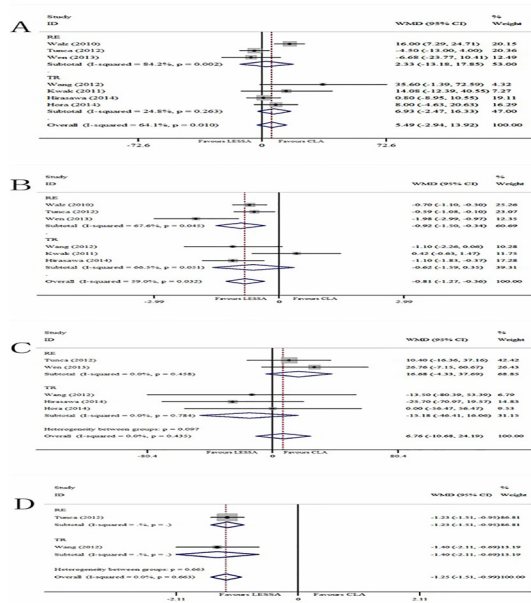 A
Study %
ID WMD (95% CI) Weight
RE
Walz (2010) 16.00 (7.29, 24.71) 20.15
Tunca (2012) -4.50 (-13.00, 4.00) 20.36
Wen (2013) -6.68 (-23.77, 10.41) 12.49
Subtotal (I-squared = 84.2%, p = 0.002) 2.33 (-13.18, 17.85) 53.00
TR
Wang (2012) 35.60 (-1.39, 72.59) 4.32
Kwak (2011) 14.08 (-12.39, 40.55) 7.27
Hirasawa (2014) 0.80 (-8.95, 10.55) 19.11
Hora (2014) 8.00 (-4.63, 20.63) 16.29
Subtotal (I-squared = 24.8%, p = 0.263) 6.93 (-2.47, 16.33) 47.00
Overall (I-squared = 64.1%, p = 0.010) 5.49 (-2.94, 13.92) 100.00
Favours LESSA Favours CLA
-72.6 0 72.6
B
Study %
ID WMD (95% CI) Weight
RE
Walz (2010) -0.70 (-1.10, -0.30) 25.26
Tunca (2012) -0.59 (-1.08, -0.10) 23.07
Wen (2013) -1.98 (-2.99, -0.97) 12.35
Subtotal (I-squared = 67.6%, p = 0.045) -0.92 (-1.50, -0.34) 60.69
TR
Wang (2012) -1.10 (-2.26, 0.06) 10.28
Kwak (2011) 0.42 (-0.63, 1.47) 11.75
Hirasawa (2014) -1.10 (-1.83, -0.37) 17.28
Subtotal (I-squared = 66.5%, p = 0.051) -0.62 (-1.59, 0.35) 39.31
Overall (I-squared = 59.0%, p = 0.032) -0.81 (-1.27, -0.36) 100.00
Favours LESSA Favours CLA
-2.99 0 2.99
C
Study %
ID WMD (95% CI) Weight
RE
Tunca (2012) 10.40 (-16.36, 37.16) 42.42
Wen (2013) 26.76 (-7.15, 60.67) 26.43
Subtotal (I-squared = 0.0%, p = 0.458) 16.68 (-4.33, 37.69) 68.85
TR
Wang (2012) -13.50 (-80.39, 53.39) 6.79
Hirasawa (2014) -25.70 (-70.97, 19.57) 14.83
Hora (2014) 0.00 (-56.47, 56.47) 9.53
Subtotal (I-squared = 0.0%, p = 0.784) -15.18 (-46.41, 16.06) 31.15
Heterogeneity between groups: p = 0.097
Overall (I-squared = 0.0%, p = 0.435) 6.76 (-10.68, 24.19) 100.00
Favours LESSA Favours CLA
-80.4 0 80.4
D
Study %
ID WMD (95% CI) Weight
RE
Tunca (2012) -1.23 (-1.51, -0.95) 86.81
Subtotal (I-squared = .%, p = .) -1.23 (-1.51, -0.95) 86.81
TR
Wang (2012) -1.40 (-2.11, -0.69) 13.19
Subtotal (I-squared = .%, p = .) -1.40 (-2.11, -0.69) 13.19
Heterogeneity between groups: p = 0.663
Overall (I-squared = 0.0%, p = 0.663) -1.25 (-1.51, -0.99) 100.00
Favours LESSA Favours CLA
-2.11 0 2.11